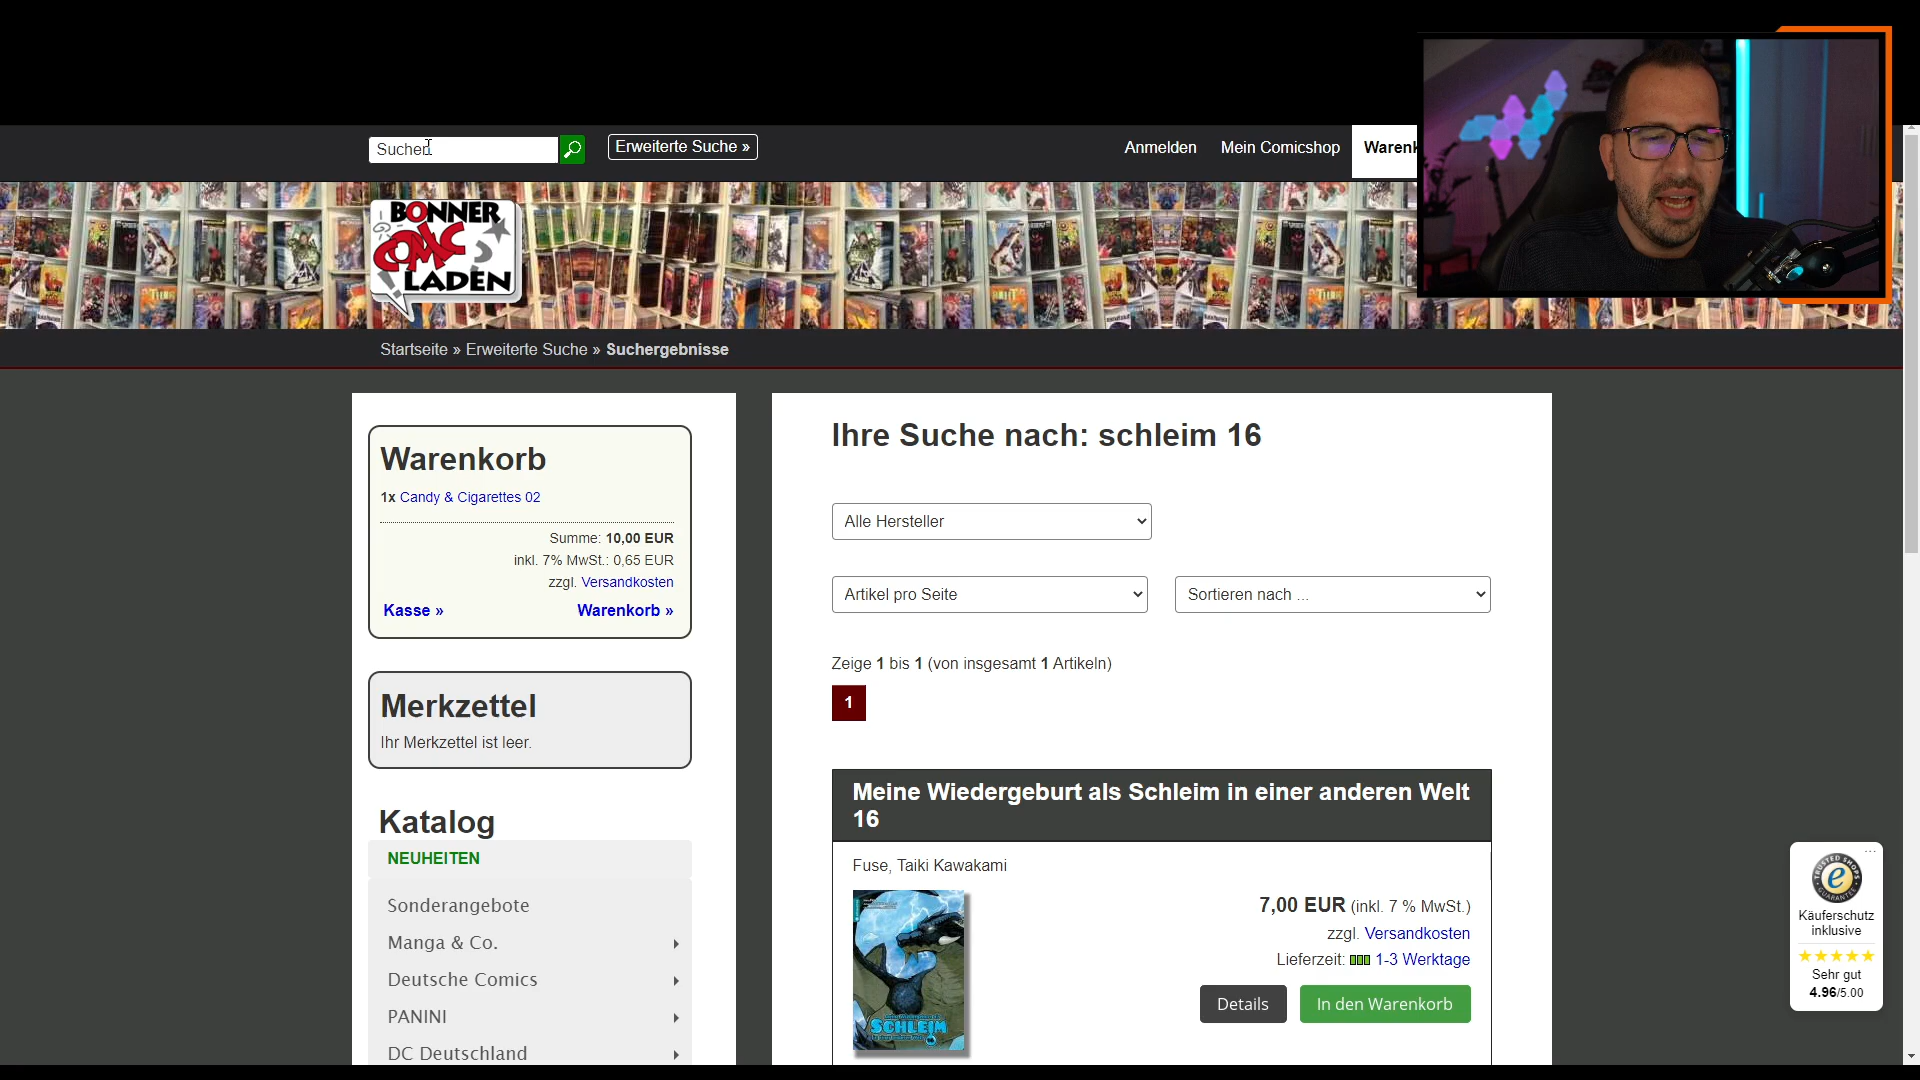 Suchen
Erweiterte Suche »
Anmelden
Mein Comicshop
BONNER
COMIC
LADEN
Startseite » Erweiterte Suche » Suchergebnisse
Warenkorb
1x Candy & Cigarettes 02
Summe: 10,00 EUR
inkl. 7% MwSt.: 0,65 EUR
zzgl. Versandkosten
Kasse »
Warenkorb »
Merkzettel
Ihr Merkzettel ist leer.
Katalog
NEUHEITEN
Sonderangebote
Manga & Co.
Deutsche Comics
PANINI
DC Deutschland
Ihre Suche nach: schleim 16
Alle Hersteller
Artikel pro Seite
Sortieren nach ...
Zeige 1 bis 1 (von insgesamt 1 Artikeln)
1
Meine Wiedergeburt als Schleim in einer anderen Welt
16
Fuse, Taiki Kawakami
SCHLEIM
7,00 EUR (inkl. 7 % MwSt.)
zzgl. Versandkosten
Lieferzeit: 1-3 Werktage
Details
In den Warenkorb
...
TRUSTED SHOPS
GUARANTEE
e
Käuferschutz
inklusive
Sehr gut
4.96/5.00